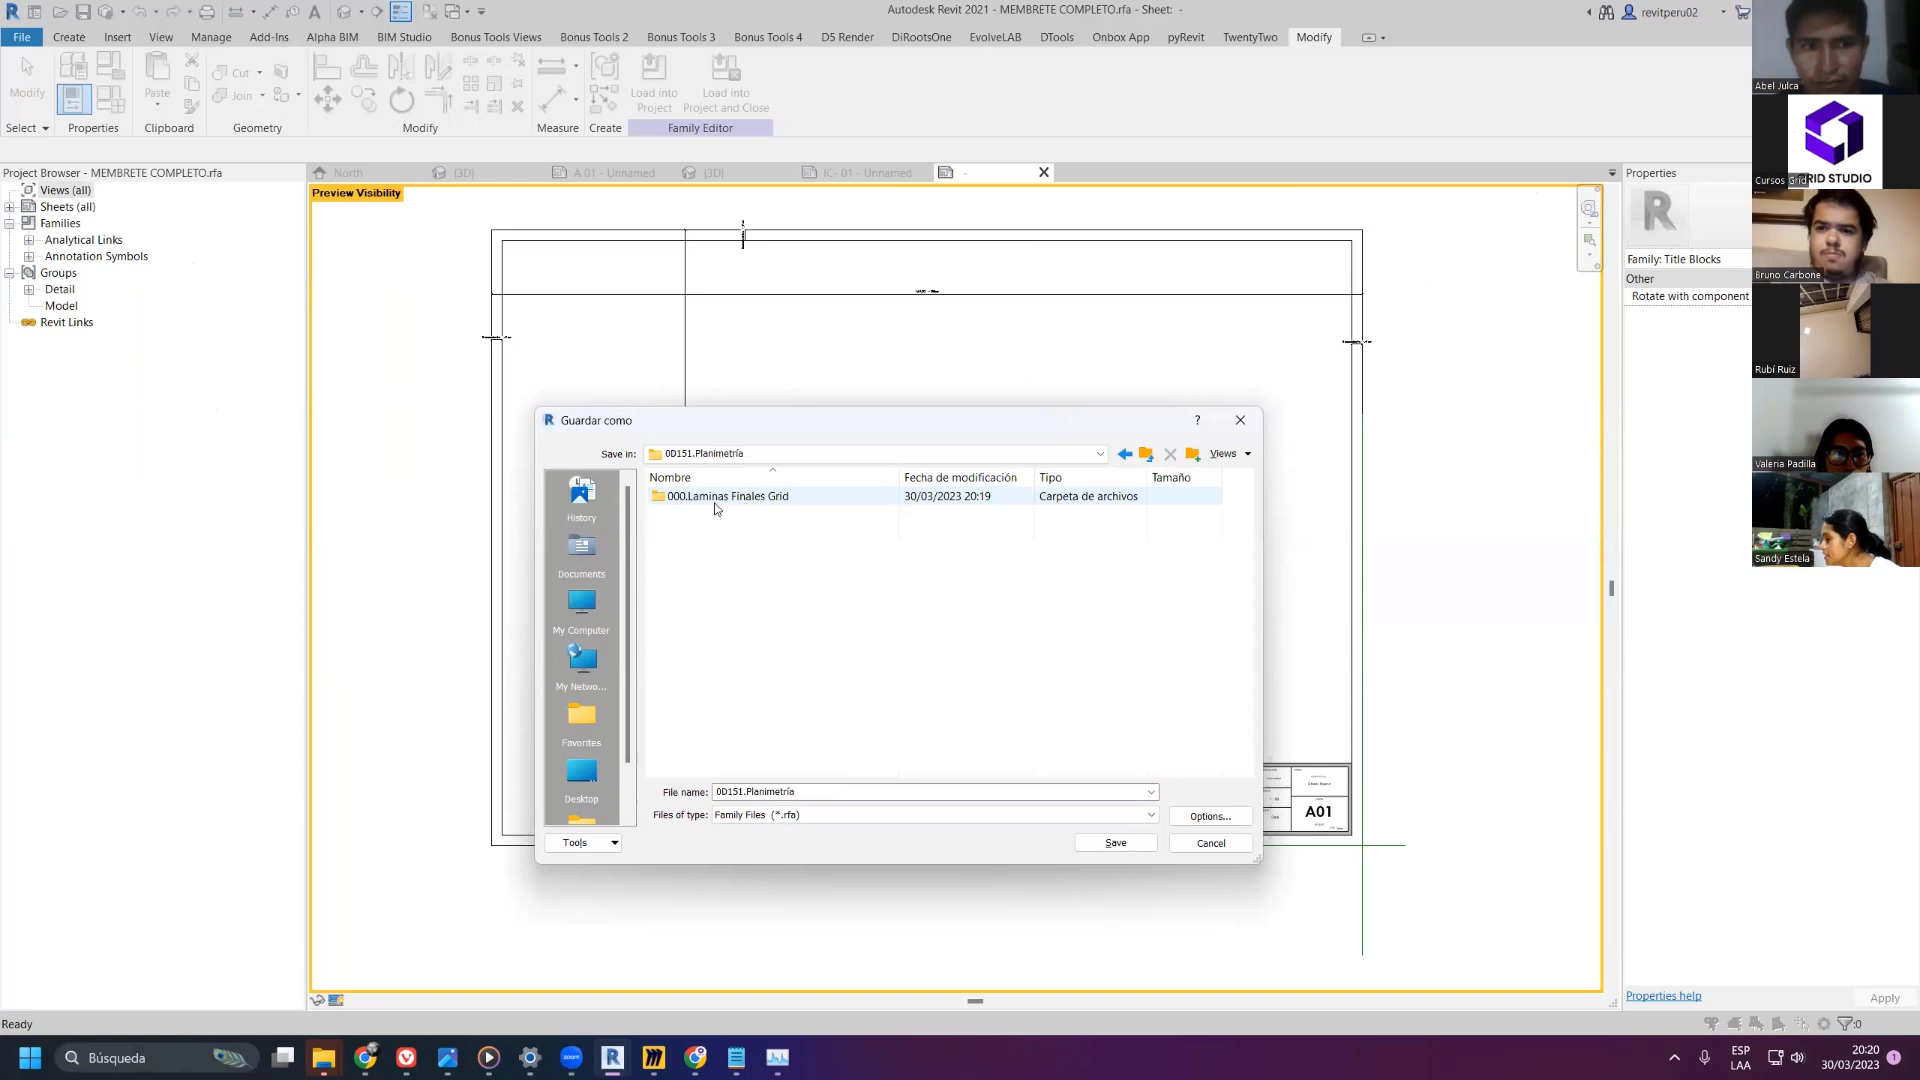 Autodesk Revit 2021 - MEMBRETE COMPLETO.rfa - Sheet: -
revitperu02
File Create Insert View Manage Add-Ins Alpha BIM BIM Studio Bonus Tools Views Bonus Tools 2 Bonus Tools 3 Bonus Tools 4 D5 Render DiRootsOne EvolveLAB DTools Onbox App pyRevit TwentyTwo Modify
Modify
Paste
Cut
Join
Load into
Project
Load into
Project and Close
Select Properties Clipboard Geometry Modify Measure Create Family Editor
Project Browser - MEMBRETE COMPLETO.rfa
Views (all)
Sheets (all)
Families
Analytical Links
Annotation Symbols
Groups
Detail
Model
Revit Links
North
(3D)
A 01 - Unnamed
(3D)
IC- 01 - Unnamed
-
Preview Visibility
Guardar como
Save in:
0D151.Planimetría
Views
Nombre Fecha de modificación Tipo Tamaño
000.Laminas Finales Grid 30/03/2023 20:19 Carpeta de archivos
History
Documents
My Computer
My Netwo...
Favorites
Desktop
File name: 0D151.Planimetría
Files of type: Family Files (*.rfa)
Options...
Tools
Save
Cancel
Sheet Name
A01
Properties
Family: Title Blocks
Other
Rotate with component
Properties help
Apply
Abel Julca
GRID STUDIO
Cursos Grid
Bruno Carbone
Rubí Ruiz
Valeria Padilla
Sandy Estela
Ready
:0
Búsqueda
ESP
LAA
20:20
30/03/2023
1